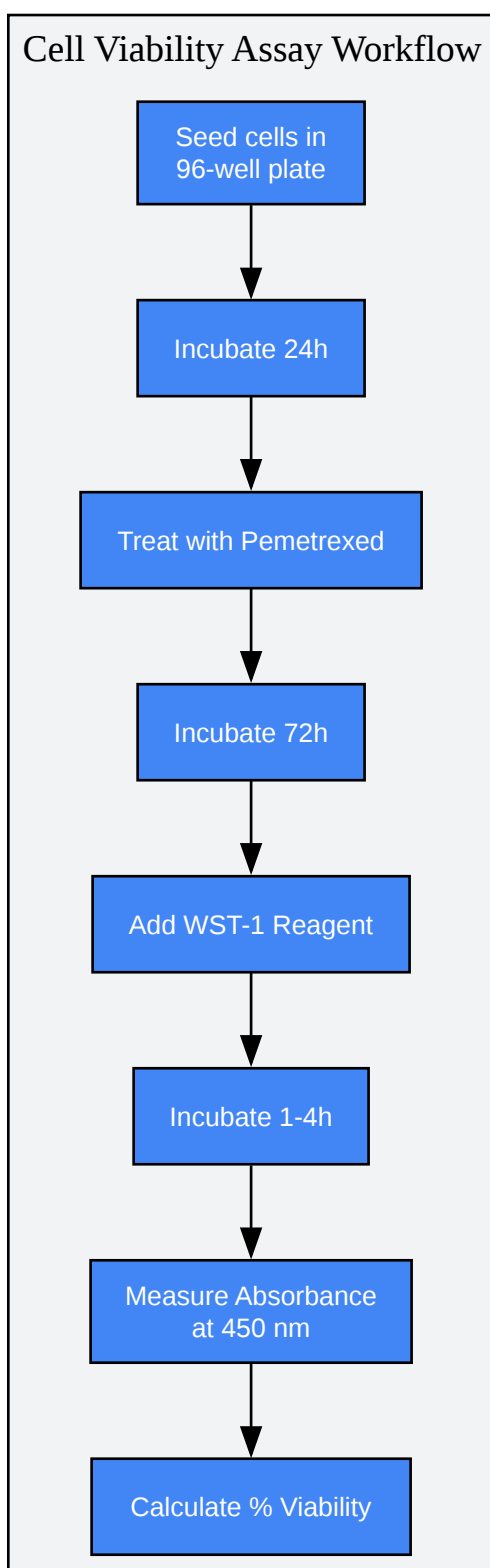 Cell Viability Assay Workflow
Seed cells in
96-well plate
Incubate 24h
Treat with Pemetrexed
Incubate 72h
Add WST-1 Reagent
Incubate 1-4h
Measure Absorbance
at 450 nm
Calculate % Viability